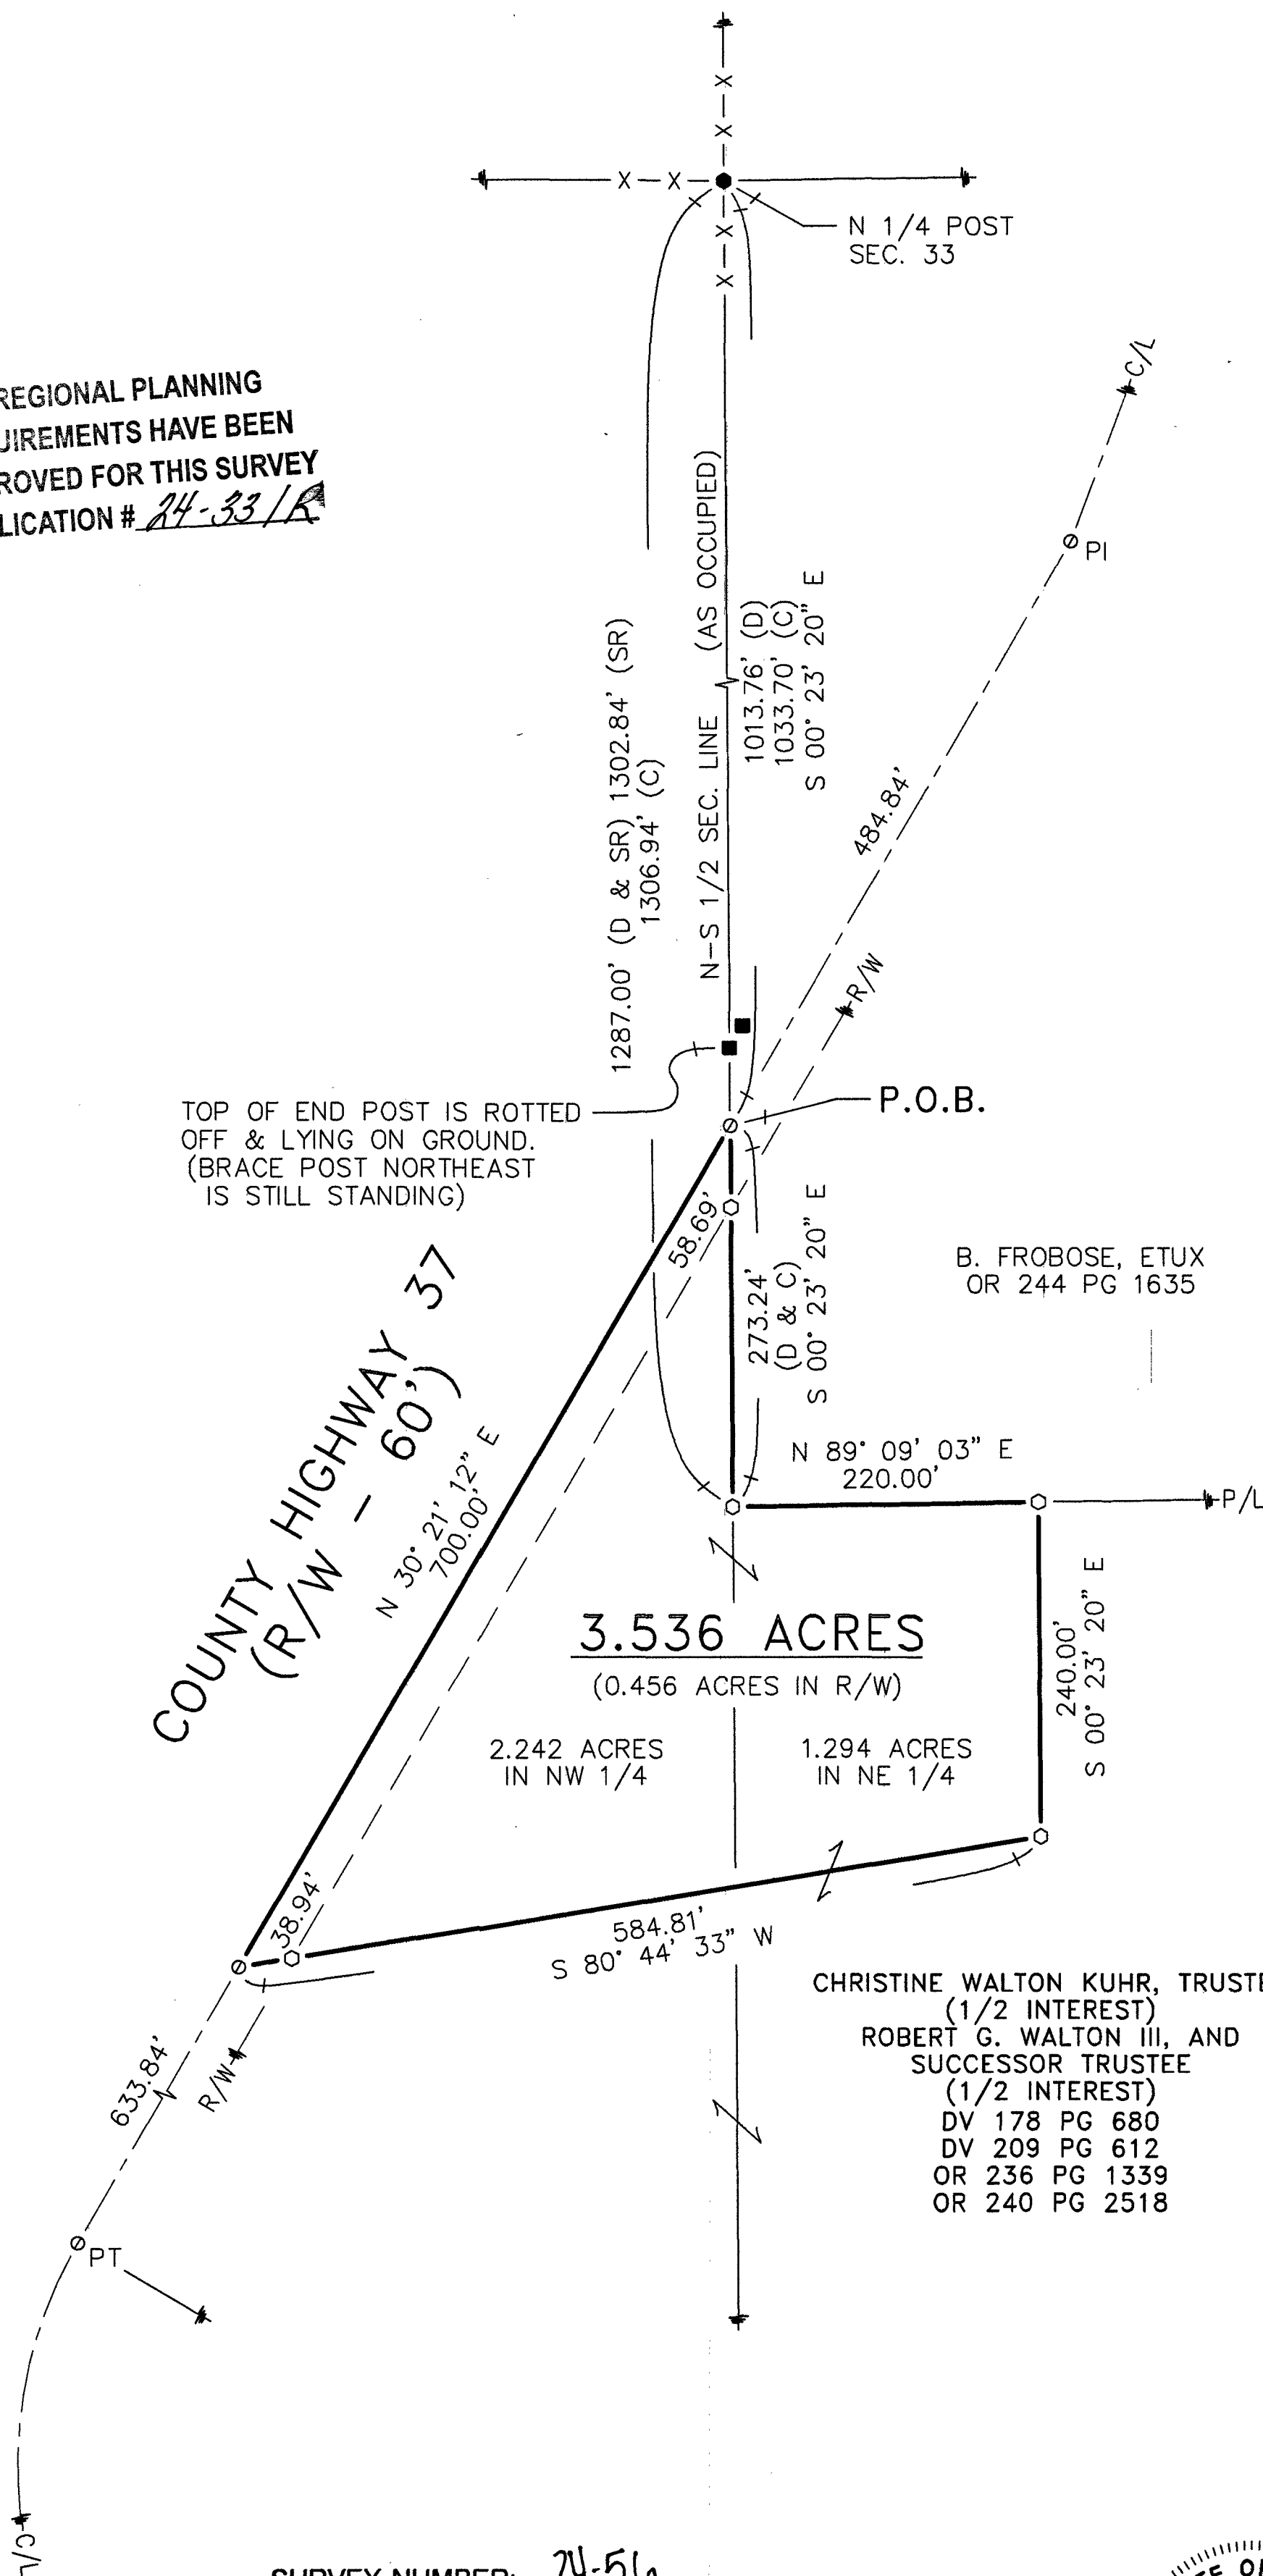 N 1/4 POST
SEC. 33
REGIONAL PLANNING
UIREMENTS HAVE BEEN
ROVED FOR THIS SURVEY
LICATION # 24-331R
C/L
PI
(AS OCCUPIED)
N-S 1/2 SEC. LINE
1013.76' (D)
1033.70' (C)
S 00° 23' 20" E
1287.00' (D & SR) 1302.84' (SR)
1306.94' (C)
484.84'
R/W
P.O.B.
TOP OF END POST IS ROTTED
OFF & LYING ON GROUND.
(BRACE POST NORTHEAST
IS STILL STANDING)
58.69'
273.24'
(D & C)
S 00° 23' 20" E
B. FROBOSE, ETUX
OR 244 PG 1635
COUNTY HIGHWAY 37
(R/W - 60')
N 30° 21' 12" E
700.00'
N 89° 09' 03" E
220.00'
P/L
3.536 ACRES
(0.456 ACRES IN R/W)
240.00'
S 00° 23' 20" E
2.242 ACRES
IN NW 1/4
1.294 ACRES
IN NE 1/4
38.94'
584.81'
S 80° 44' 33" W
CHRISTINE WALTON KUHR, TRUSTE
(1/2 INTEREST)
ROBERT G. WALTON III, AND
SUCCESSOR TRUSTEE
(1/2 INTEREST)
DV 178 PG 680
DV 209 PG 612
OR 236 PG 1339
OR 240 PG 2518
633.84'
R/W
PT
C/L
SURVEY NUMBER: 24-56